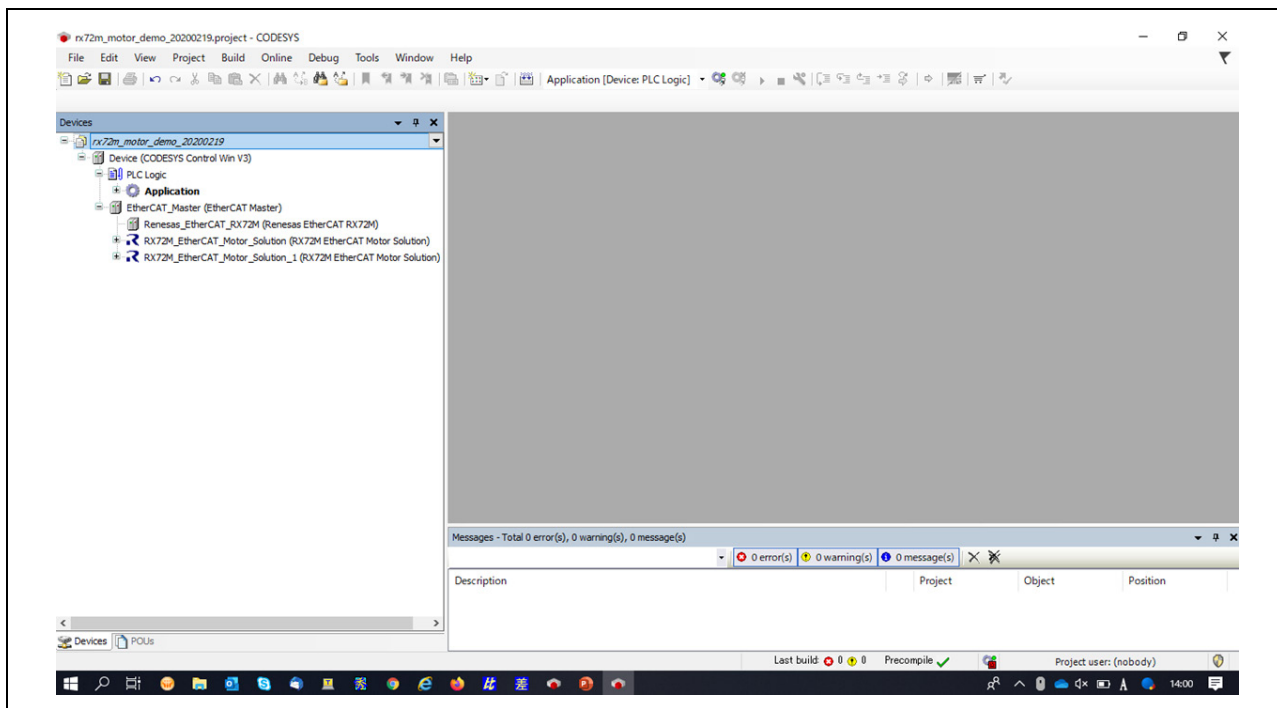 rx72m_motor_demo_20200219.project - CODESYS
File Edit View Project Build Online Debug Tools Window Help
Application [Device: PLC Logic]
Devices
rx72m_motor_demo_20200219
Device (CODESYS Control Win V3)
PLC Logic
Application
EtherCAT_Master (EtherCAT Master)
Renesas_EtherCAT_RX72M (Renesas EtherCAT RX72M)
RX72M_EtherCAT_Motor_Solution (RX72M EtherCAT Motor Solution)
RX72M_EtherCAT_Motor_Solution_1 (RX72M EtherCAT Motor Solution)
Messages - Total 0 error(s), 0 warning(s), 0 message(s)
0 error(s) 0 warning(s) 0 message(s)
Description Project Object Position
Devices POUs
Last build: 0 0 Precompile Project user: (nobody)
比 差 A 14:00